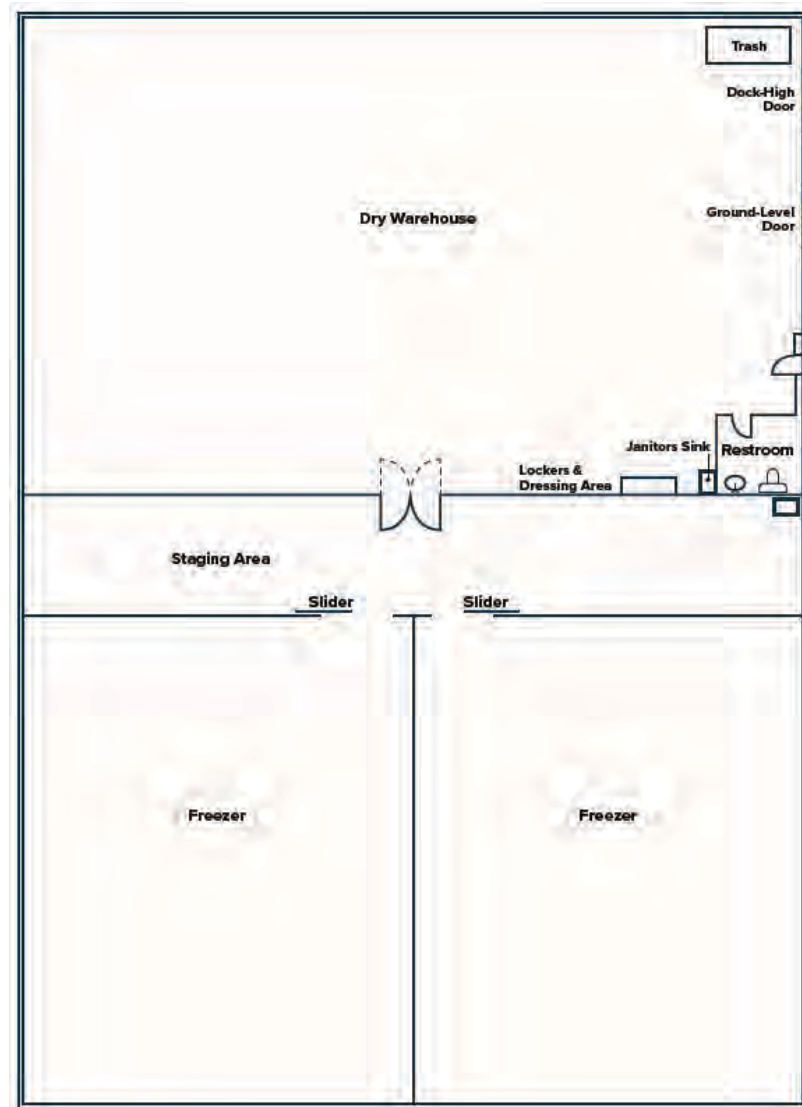 Trash
Dock-High
Door
Dry Warehouse
Ground-Level
Door
Janitors Sink
Restroom
Lockers &
Dressing Area
Staging Area
Slider
Slider
Freezer
Freezer